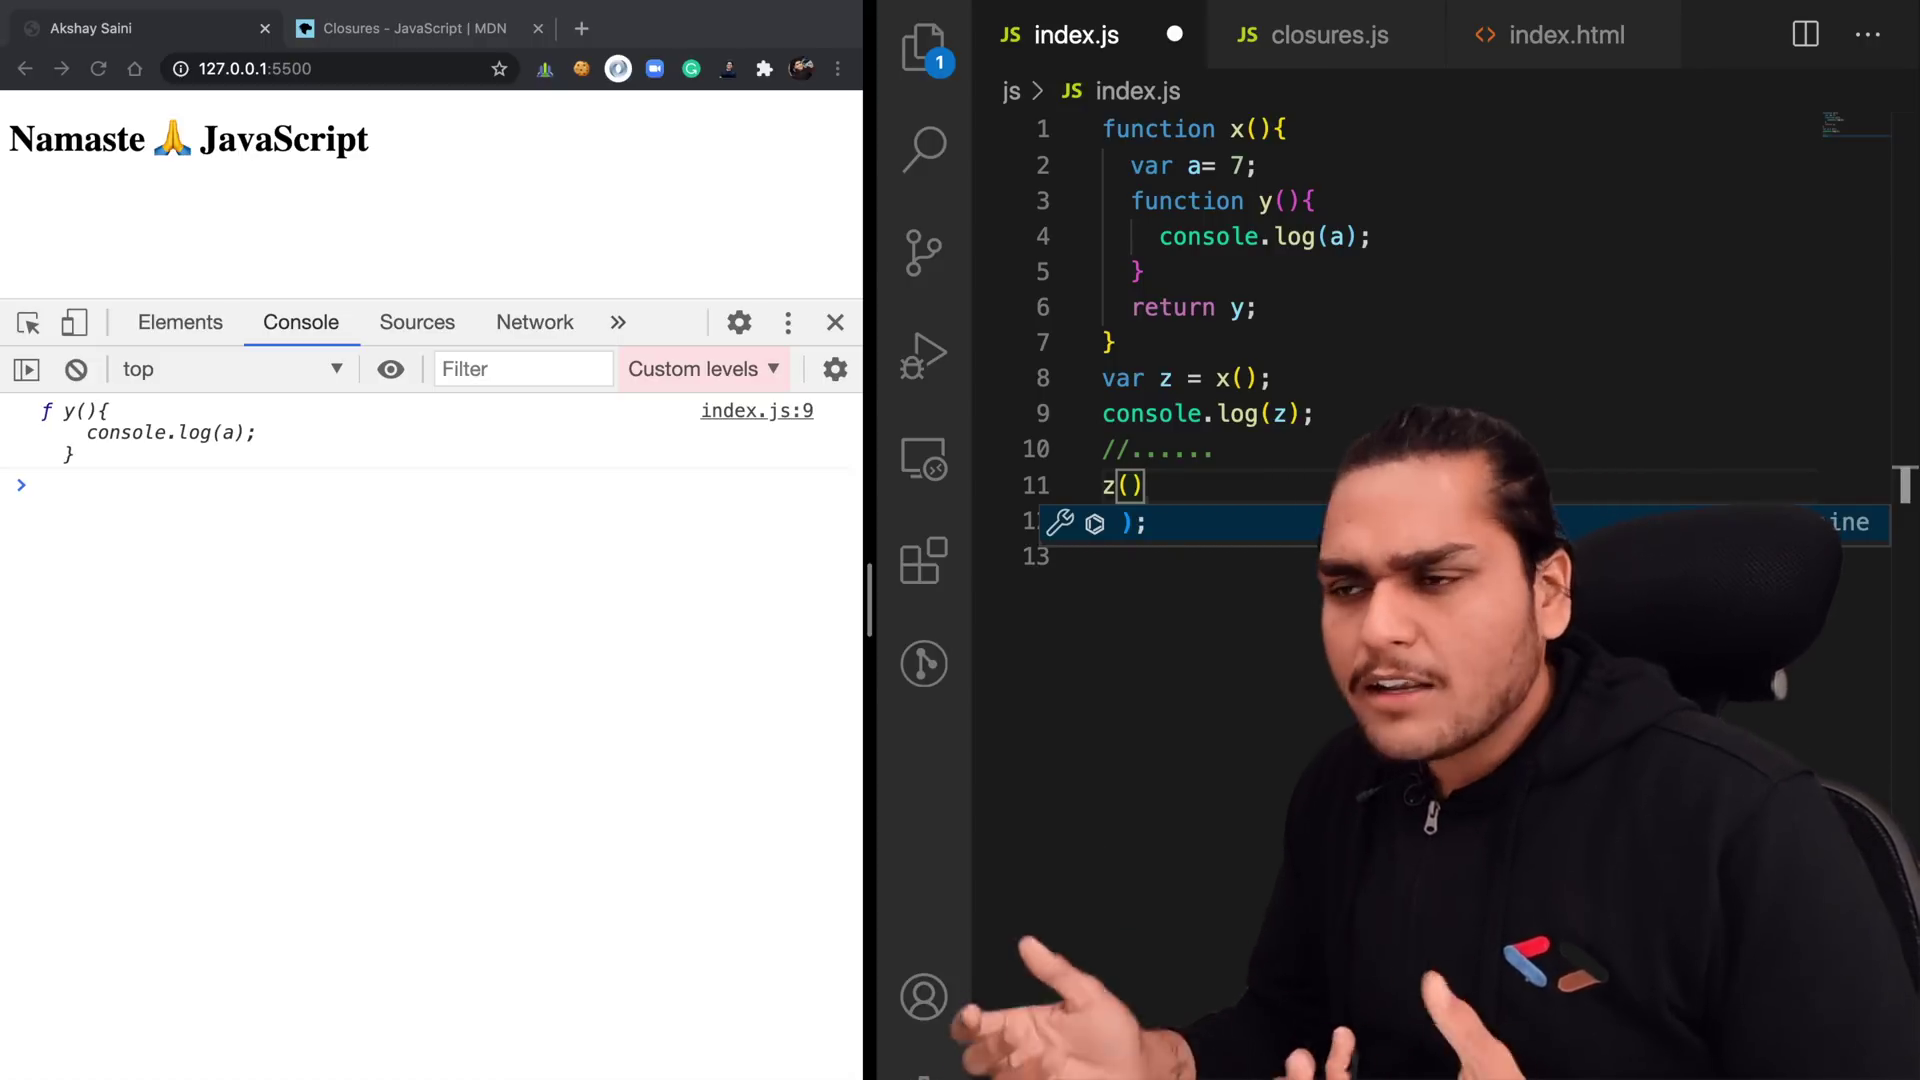 Akshay Saini
Closures - JavaScript | MDN
127.0.0.1:5500
Namaste 🙏 JavaScript
Elements
Console
Sources
Network
top
Filter
Custom levels
f y(){
console.log(a);
}
index.js:9
1
JS index.js
JS closures.js
<> index.html
js > JS index.js
1 function x(){
2 var a= 7;
3 function y(){
4 console.log(a);
5 }
6 return y;
7 }
8 var z = x();
9 console.log(z);
10 //......
11 z()
);
ine
13